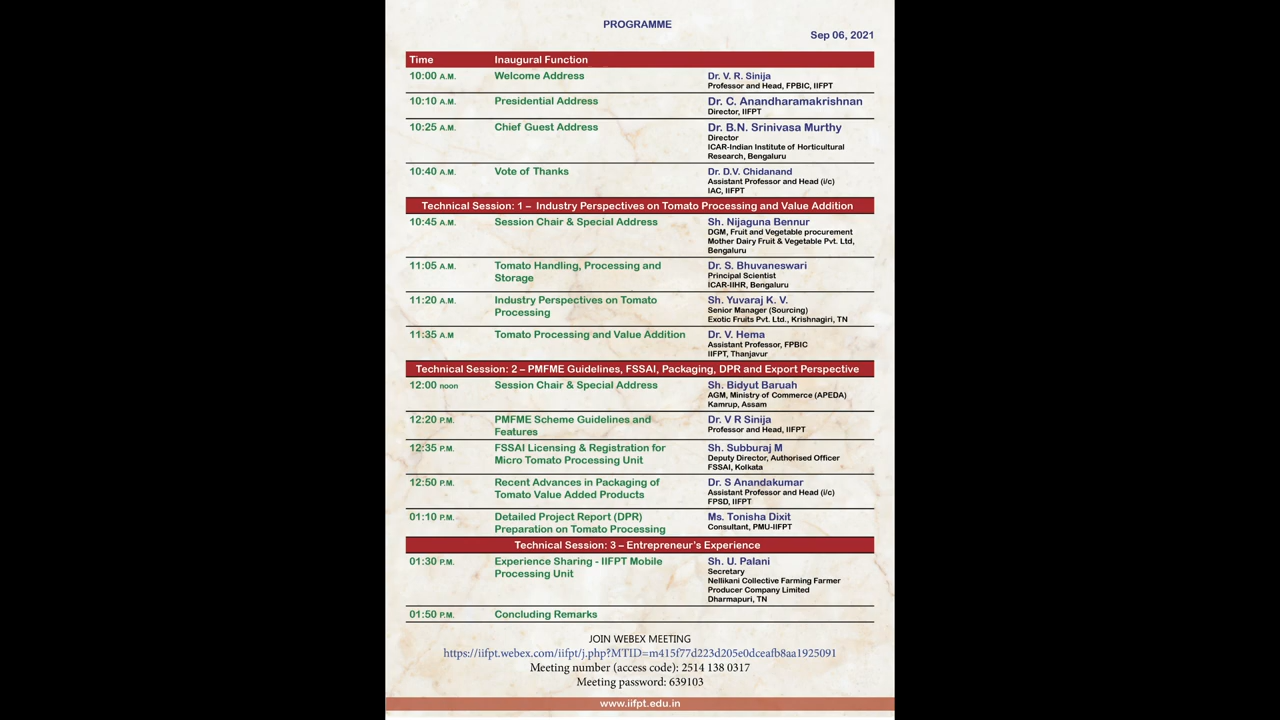 PROGRAMME
Sep 06, 2021
Time Inaugural Function
10:00 A.M. Welcome Address Dr. V. R. Sinija
Professor and Head, FPBIC, IIFPT
10:10 A.M. Presidential Address Dr. C. Anandharamakrishnan
Director, IIFPT
10:25 A.M. Chief Guest Address Dr. B.N. Srinivasa Murthy
Director
ICAR-Indian Institute of Horticultural
Research, Bengaluru
10:40 A.M. Vote of Thanks Dr. D.V. Chidanand
Assistant Professor and Head (i/c)
IAC, IIFPT
Technical Session: 1 – Industry Perspectives on Tomato Processing and Value Addition
10:45 A.M. Session Chair & Special Address Sh. Nijaguna Bennur
DGM, Fruit and Vegetable procurement
Mother Dairy Fruit & Vegetable Pvt. Ltd,
Bengaluru
11:05 A.M. Tomato Handling, Processing and Dr. S. Bhuvaneswari
Storage Principal Scientist
ICAR-IIHR, Bengaluru
11:20 A.M. Industry Perspectives on Tomato Sh. Yuvaraj K. V.
Processing Senior Manager (Sourcing)
Exotic Fruits Pvt. Ltd., Krishnagiri, TN
11:35 A.M Tomato Processing and Value Addition Dr. V. Hema
Assistant Professor, FPBIC
IIFPT, Thanjavur
Technical Session: 2 – PMFME Guidelines, FSSAI, Packaging, DPR and Export Perspective
12:00 noon Session Chair & Special Address Sh. Bidyut Baruah
AGM, Ministry of Commerce (APEDA)
Kamrup, Assam
12:20 P.M. PMFME Scheme Guidelines and Dr. V R Sinija
Features Professor and Head, IIFPT
12:35 P.M. FSSAI Licensing & Registration for Sh. Subburaj M
Micro Tomato Processing Unit Deputy Director, Authorised Officer
FSSAI, Kolkata
12:50 P.M. Recent Advances in Packaging of Dr. S Anandakumar
Tomato Value Added Products Assistant Professor and Head (i/c)
FPSD, IIFPT
01:10 P.M. Detailed Project Report (DPR) Ms. Tonisha Dixit
Preparation on Tomato Processing Consultant, PMU-IIFPT
Technical Session: 3 – Entrepreneur's Experience
01:30 P.M. Experience Sharing - IIFPT Mobile Sh. U. Palani
Processing Unit Secretary
Nellikani Collective Farming Farmer
Producer Company Limited
Dharmapuri, TN
01:50 P.M. Concluding Remarks
JOIN WEBEX MEETING
https://iifpt.webex.com/iifpt/j.php?MTID=m415f77d223d205e0dceafb8aa1925091
Meeting number (access code): 2514 138 0317
Meeting password: 639103
www.iifpt.edu.in